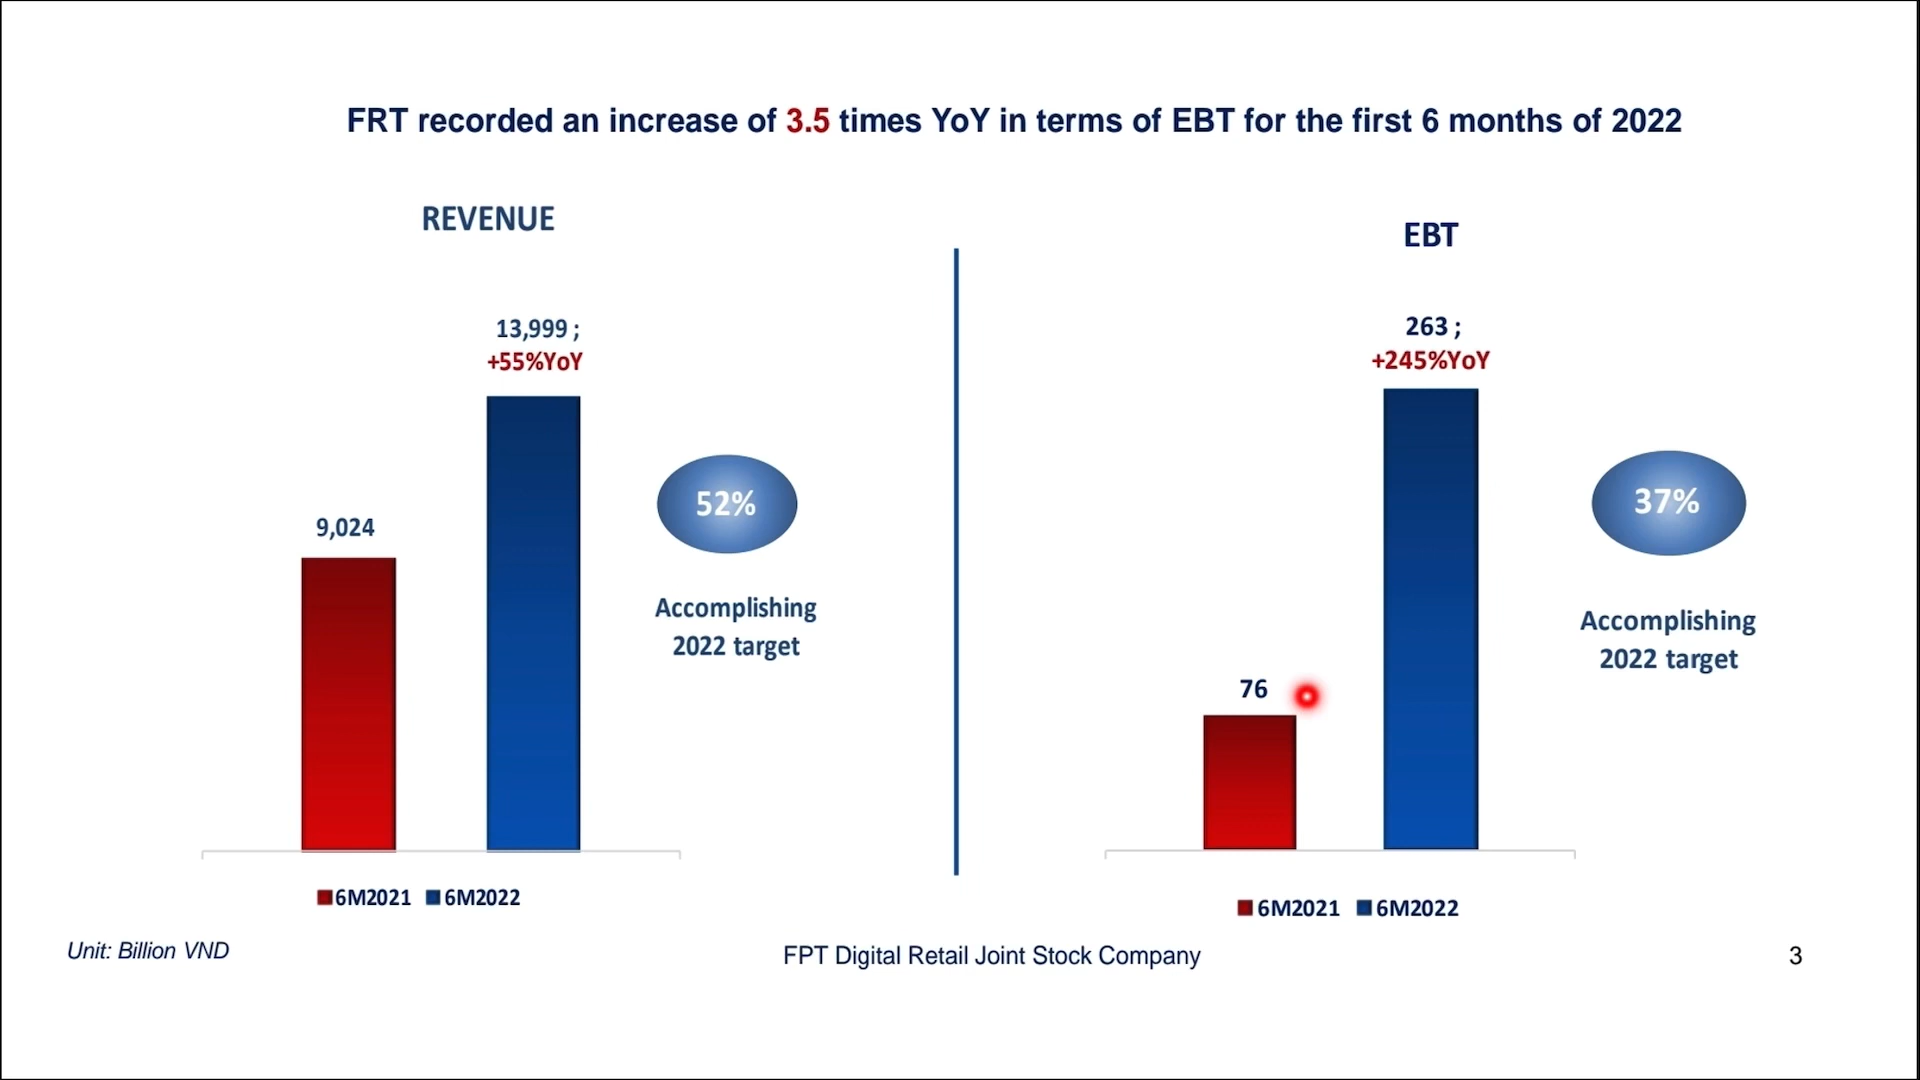 FRT recorded an increase of 3.5 times YoY in terms of EBT for the first 6 months of 2022
REVENUE
13,999 ;
+55%YoY
9,024
52%
Accomplishing
2022 target
6M2021 6M2022
EBT
263 ;
+245%YoY
76
37%
Accomplishing
2022 target
6M2021 6M2022
Unit: Billion VND
FPT Digital Retail Joint Stock Company
3